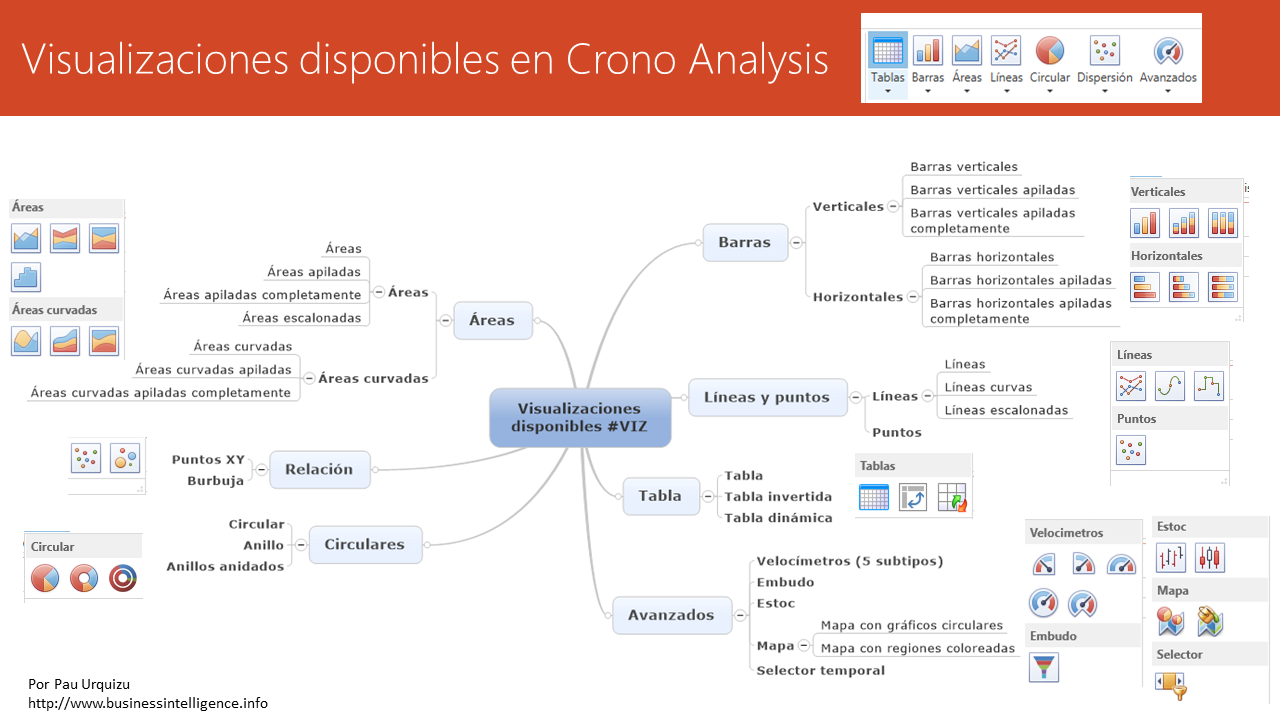 Visualizaciones disponibles en Crono Analysis
Tablas
Barras
Áreas
Líneas
Circular
Dispersión
Avanzados
Áreas
Áreas curvadas
Áreas
Áreas apiladas
Áreas apiladas completamente
Áreas escalonadas
Áreas
Áreas curvadas
Áreas curvadas apiladas
Áreas curvadas apiladas completamente
Áreas curvadas
Áreas
Puntos XY
Burbuja
Relación
Circular
Circular
Anillo
Anillos anidados
Circulares
Visualizaciones
disponibles #VIZ
Barras
Verticales
Barras verticales
Barras verticales apiladas
Barras verticales apiladas
completamente
Horizontales
Barras horizontales
Barras horizontales apiladas
Barras horizontales apiladas
completamente
Verticales
Horizontales
Líneas y puntos
Líneas
Líneas
Líneas curvas
Líneas escalonadas
Puntos
Líneas
Puntos
Tabla
Tabla
Tabla invertida
Tabla dinámica
Tablas
Avanzados
Velocímetros (5 subtipos)
Embudo
Estoc
Mapa
Mapa con gráficos circulares
Mapa con regiones coloreadas
Selector temporal
Velocimetros
Embudo
Estoc
Mapa
Selector
Por Pau Urquizu
http://www.businessintelligence.info